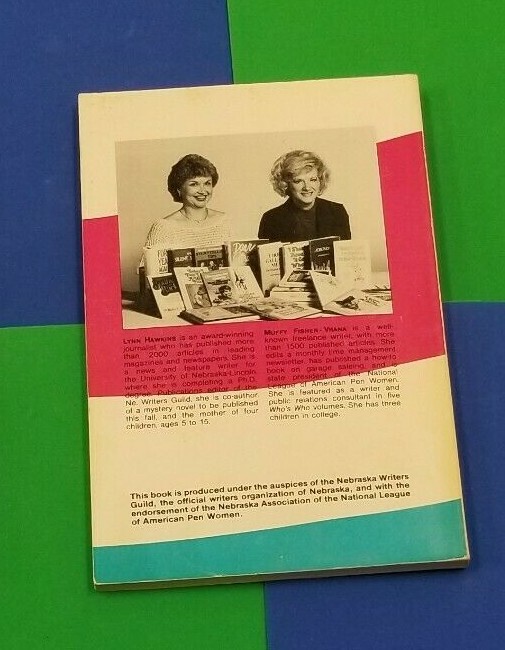 LYNN HAWKINS is an award-winning
journalist who has published more
than 2000 articles in leading
magazines and newspapers. She is
a news and feature writer for
the University of Nebraska-Lincoln
where she is completing a Ph.D.
degree. Publications editor of the
Ne. Writers Guild, she is co-author
of a mystery novel to be published
this fall, and the mother of four
children, ages 5 to 15.
MUFFY FISHER-VRANA is a well-
known freelance writer, with more
than 1500 published articles. She
edits a monthly time management
newsletter, has published a how-to
book on garage saleing, and is
state president of the National
League of American Pen Women.
She is featured as a writer and
public relations consultant in five
Who's Who volumes. She has three
children in college.
This book is produced under the auspices of the Nebraska Writers
Guild, the official writers organization of Nebraska, and with the
endorsement of the Nebraska Association of the National League
of American Pen Women.